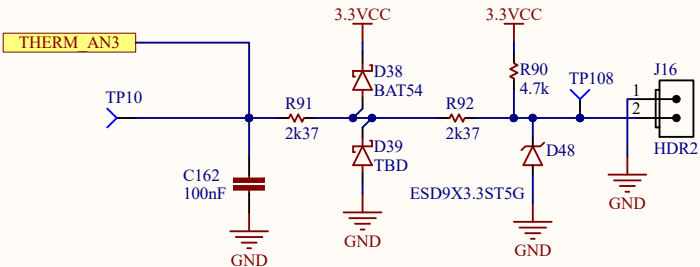 3.3VCC
3.3VCC
THERM_AN3
D38
BAT54
R90
4.7k
TP108
J16
1
2
HDR2
TP10
R91
2k37
R92
2k37
D39
TBD
D48
C162
100nF
ESD9X3.3ST5G
GND
GND
GND
GND